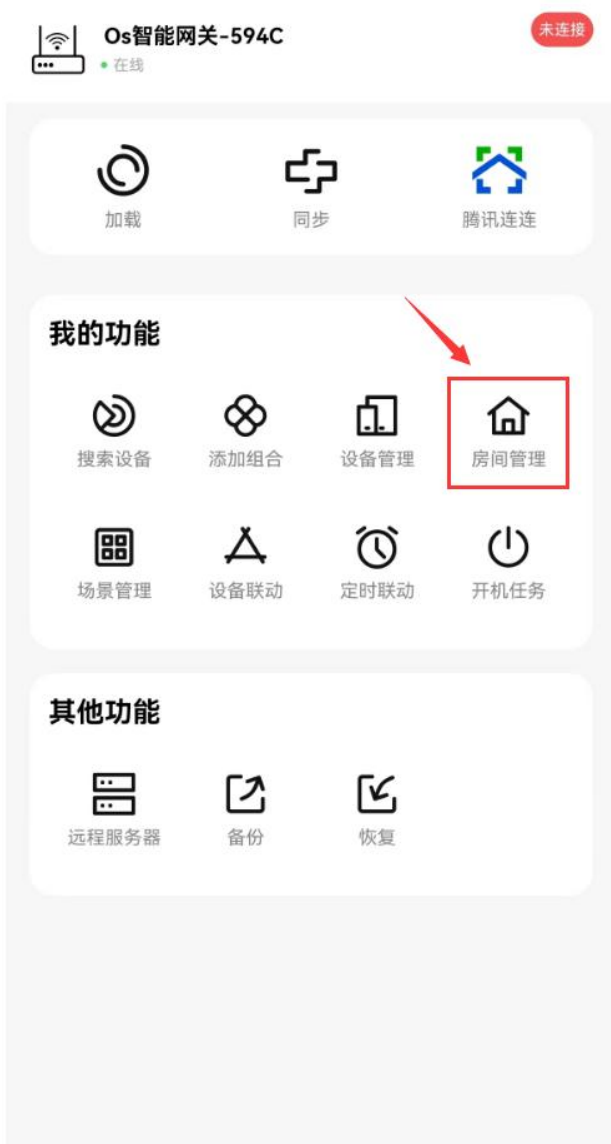 Os智能网关-594C
未连接
在线
加载
同步
腾讯连连
我的功能
搜索设备
添加组合
设备管理
房间管理
场景管理
设备联动
定时联动
开机任务
其他功能
远程服务器
备份
恢复